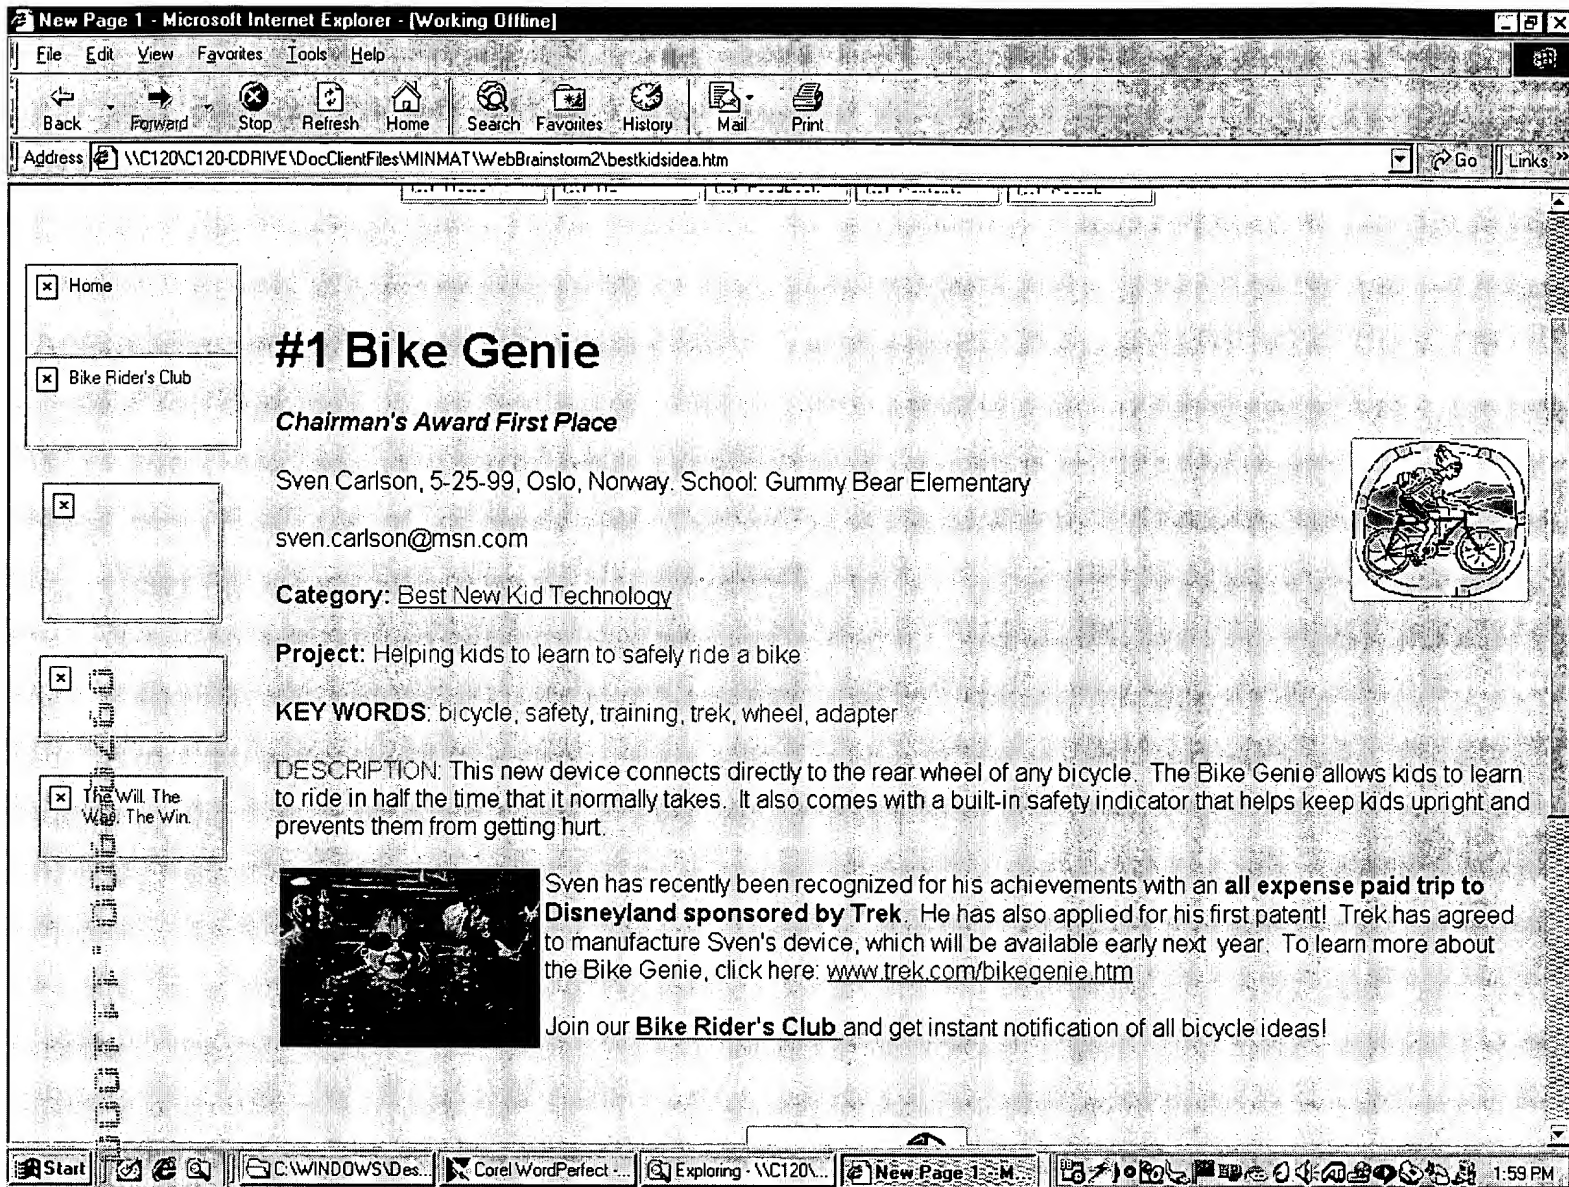 New Page 1 - Microsoft Internet Explorer - [Working Offline]
File Edit View Favorites Tools Help
Back Forward Stop Refresh Home Search Favorites History Mail Print
Address \\C120\C120-CDRIVE\DocClientFiles\MINMAT\WebBrainstorm2\bestkidsidea.htm Go Links »
Home
#1 Bike Genie
Bike Rider's Club
Chairman's Award First Place
Sven Carlson, 5-25-99, Oslo, Norway. School: Gummy Bear Elementary
sven.carlson@msn.com
Category: Best New Kid Technology
Project: Helping kids to learn to safely ride a bike
KEY WORDS: bicycle, safety, training, trek, wheel, adapter
DESCRIPTION: This new device connects directly to the rear wheel of any bicycle. The Bike Genie allows kids to learn
to ride in half the time that it normally takes. It also comes with a built-in safety indicator that helps keep kids upright and
prevents them from getting hurt.
The Will. The
The Win.
Sven has recently been recognized for his achievements with an all expense paid trip to
Disneyland sponsored by Trek. He has also applied for his first patent! Trek has agreed
to manufacture Sven's device, which will be available early next year. To learn more about
the Bike Genie, click here: www.trek.com/bikegenie.htm
Join our Bike Rider's Club and get instant notification of all bicycle ideas!
Start C:\WINDOWS\Des... Corel WordPerfect - ... Exploring - \\C120\... New Page 1 - M... 1:59 PM